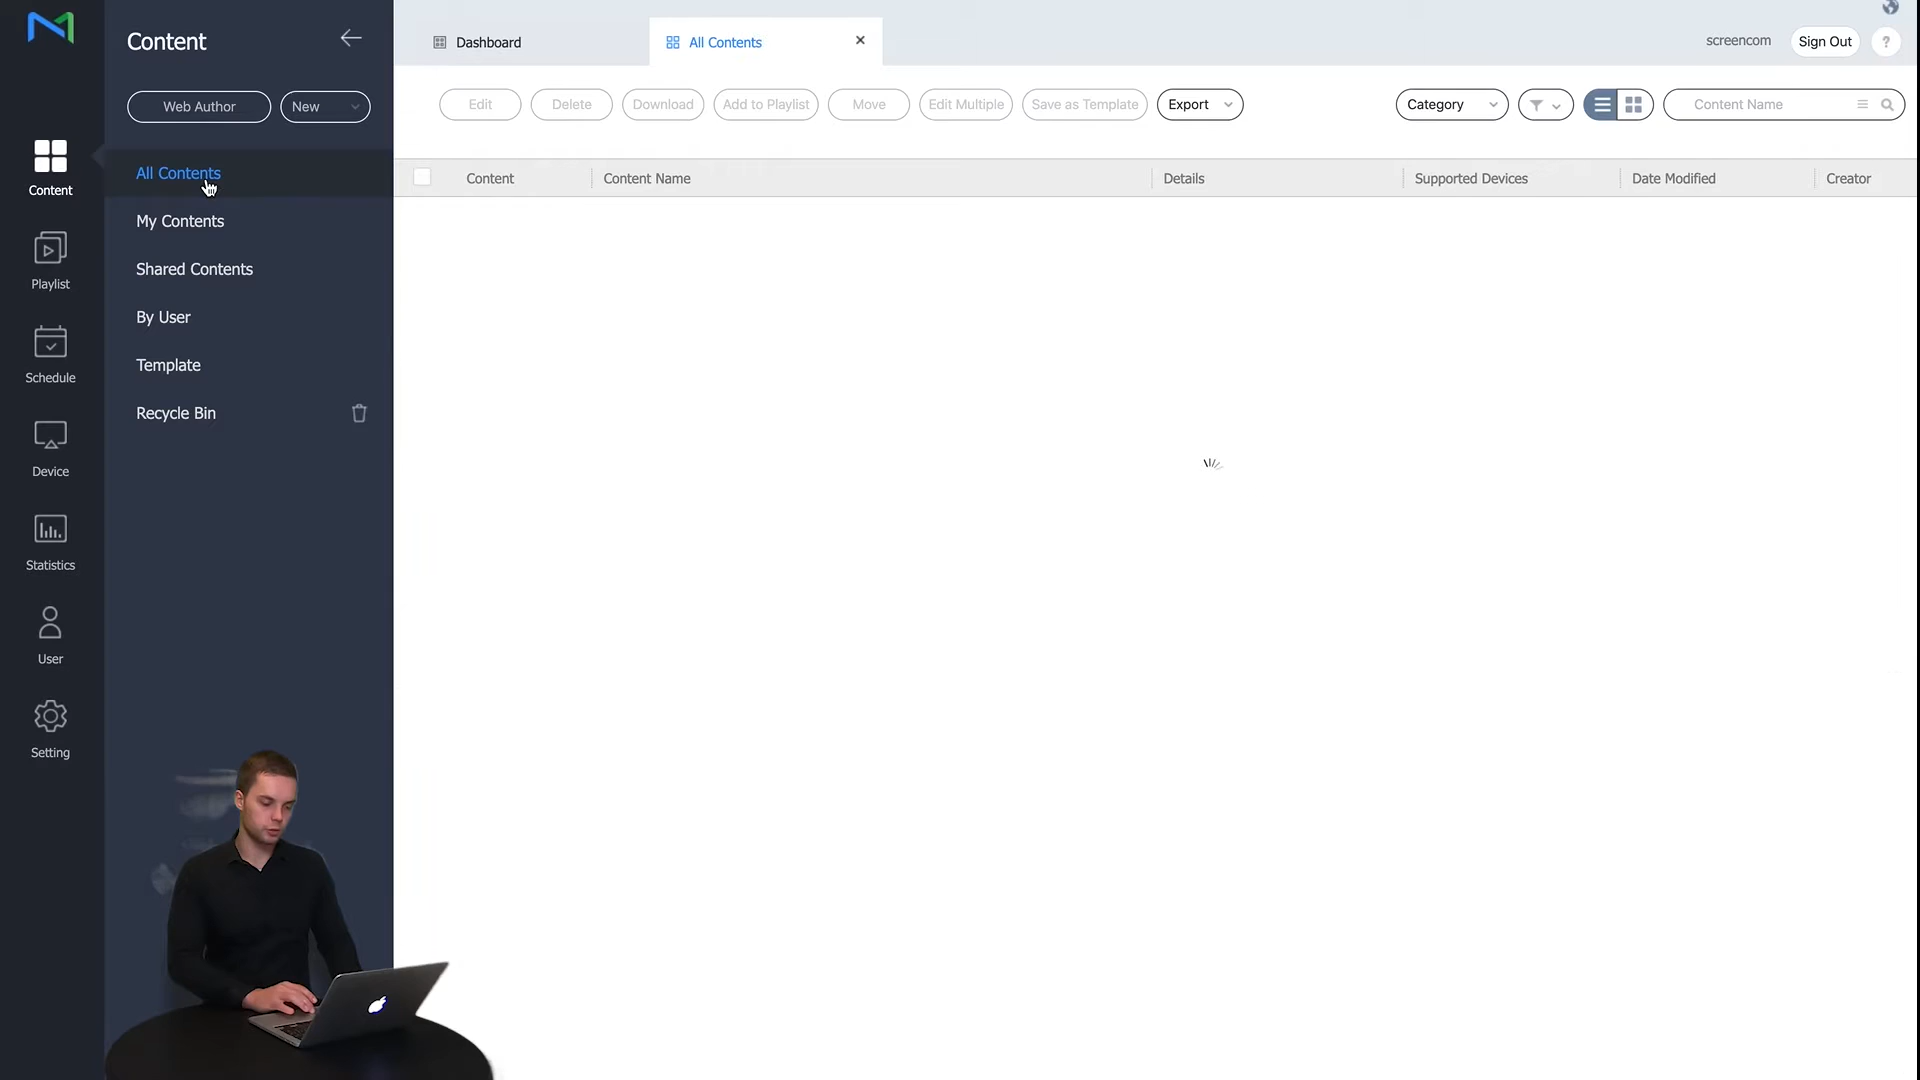 Content
Web Author
New
All Contents
My Contents
Shared Contents
By User
Template
Recycle Bin
Content
Playlist
Schedule
Device
Statistics
User
Setting
Dashboard
All Contents
screencom
Sign Out
?
Edit
Delete
Download
Add to Playlist
Move
Edit Multiple
Save as Template
Export
Category
Content Name
Content
Content Name
Details
Supported Devices
Date Modified
Creator